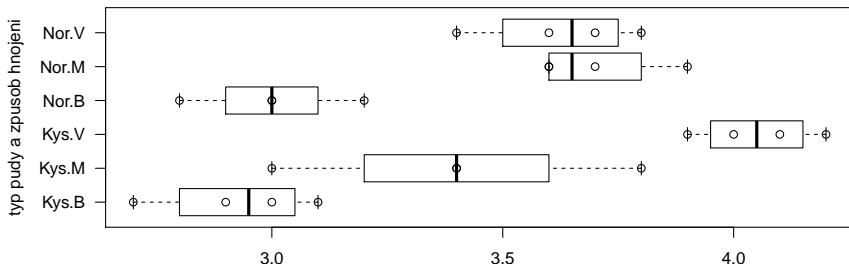 typ pudy a zpusob hnojeni
Nor.V
Nor.M
Nor.B
Kys.V
Kys.M
Kys.B
3.0 3.5 4.0